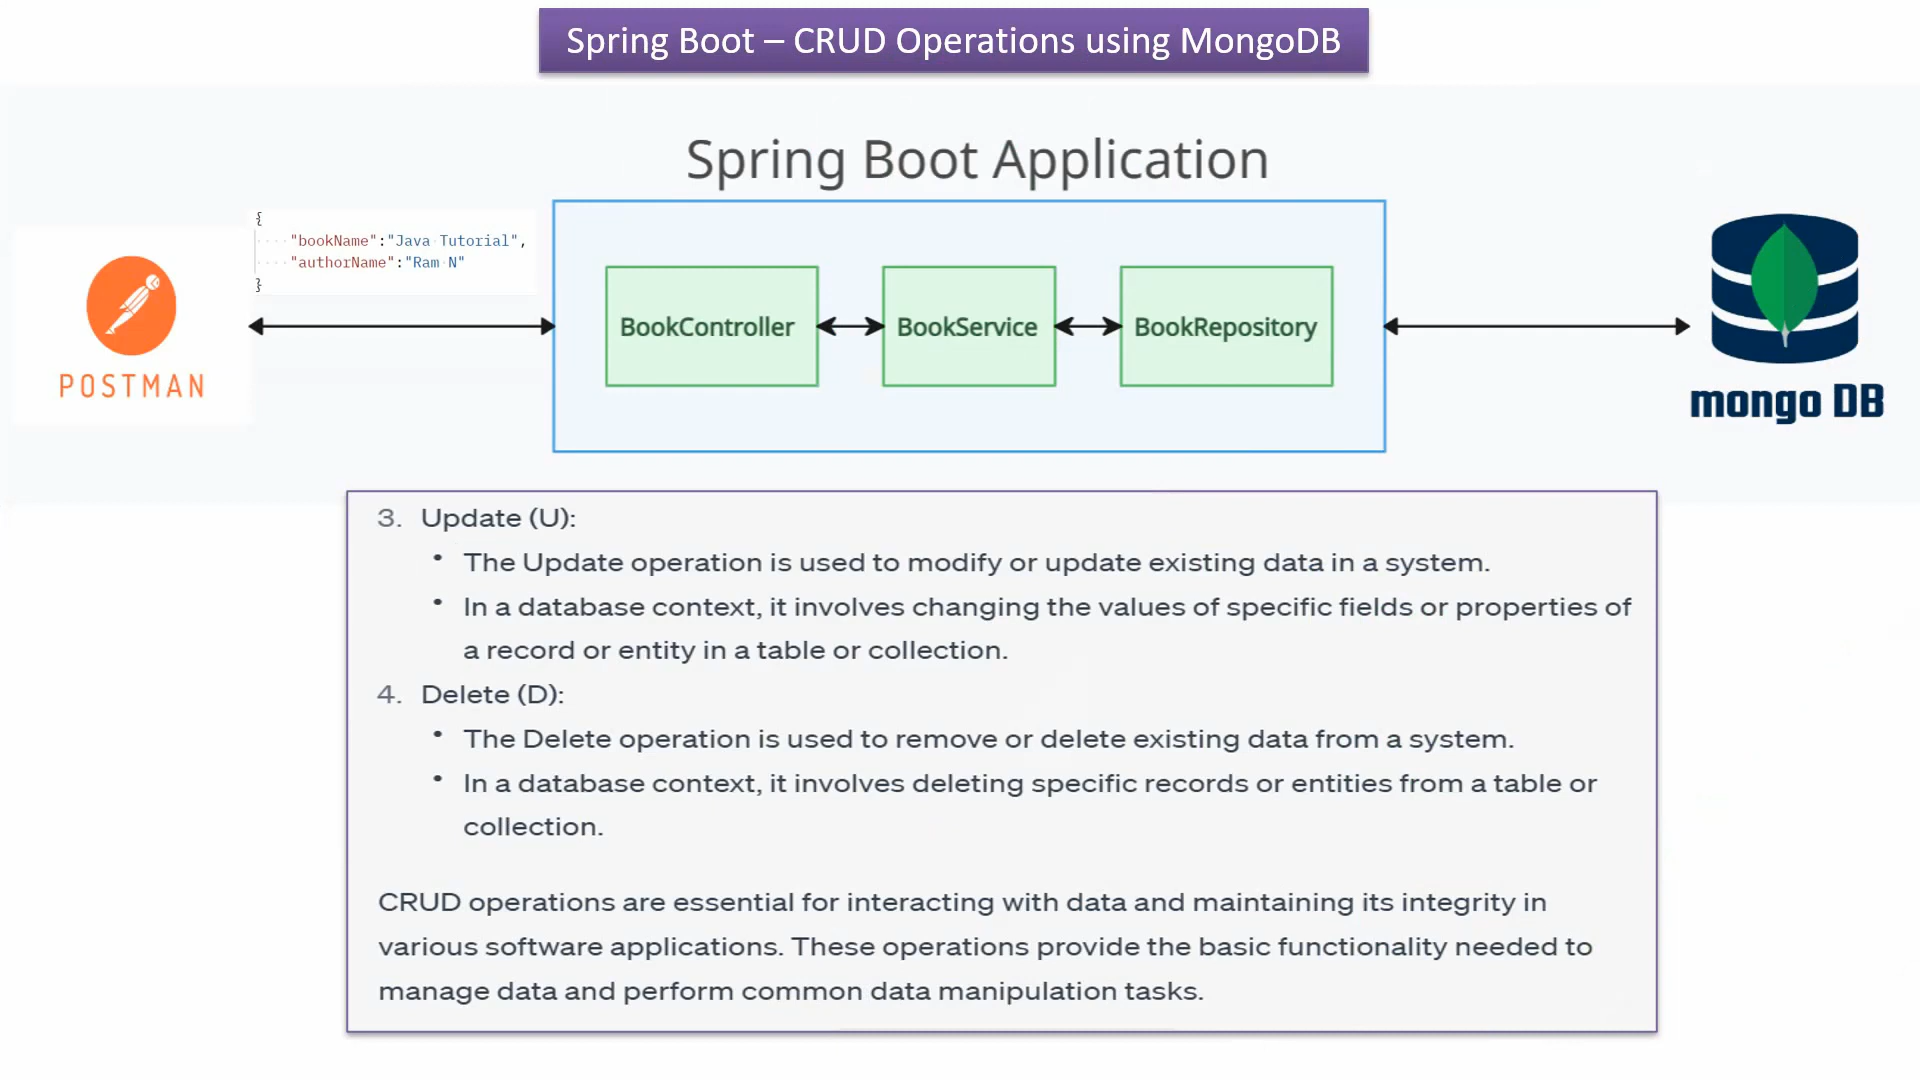 Spring Boot – CRUD Operations using MongoDB
Spring Boot Application
{
"bookName":"Java Tutorial",
"authorName":"Ram N"
}
POSTMAN
BookController
BookService
BookRepository
mongo DB
3. Update (U):
• The Update operation is used to modify or update existing data in a system.
• In a database context, it involves changing the values of specific fields or properties of
a record or entity in a table or collection.
4. Delete (D):
• The Delete operation is used to remove or delete existing data from a system.
• In a database context, it involves deleting specific records or entities from a table or
collection.
CRUD operations are essential for interacting with data and maintaining its integrity in
various software applications. These operations provide the basic functionality needed to
manage data and perform common data manipulation tasks.